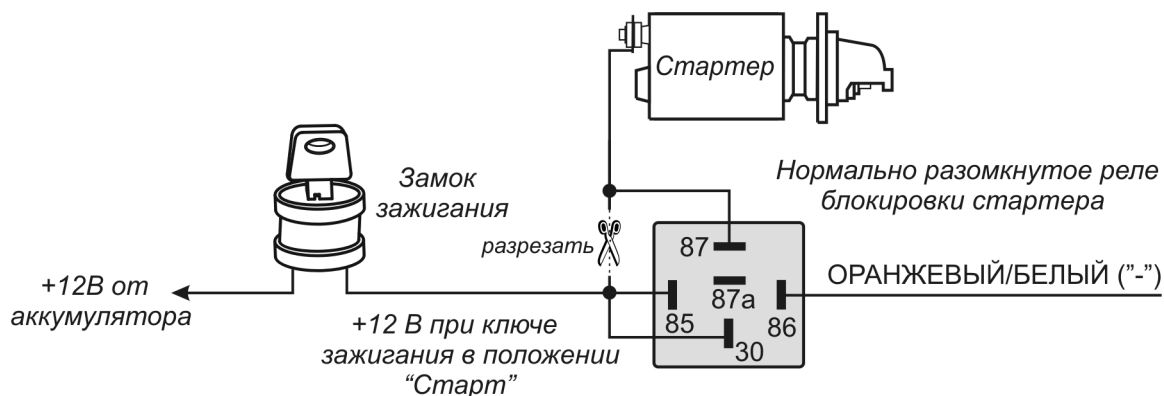 Стартер
Замок
зажигания
Нормально разомкнутое реле
блокировки стартера
разрезать
87
87a
85
86
30
ОРАНЖЕВЫЙ/БЕЛЫЙ (”-”)
+12В от
аккумулятора
+12 В при ключе
зажигания в положении
“Старт”